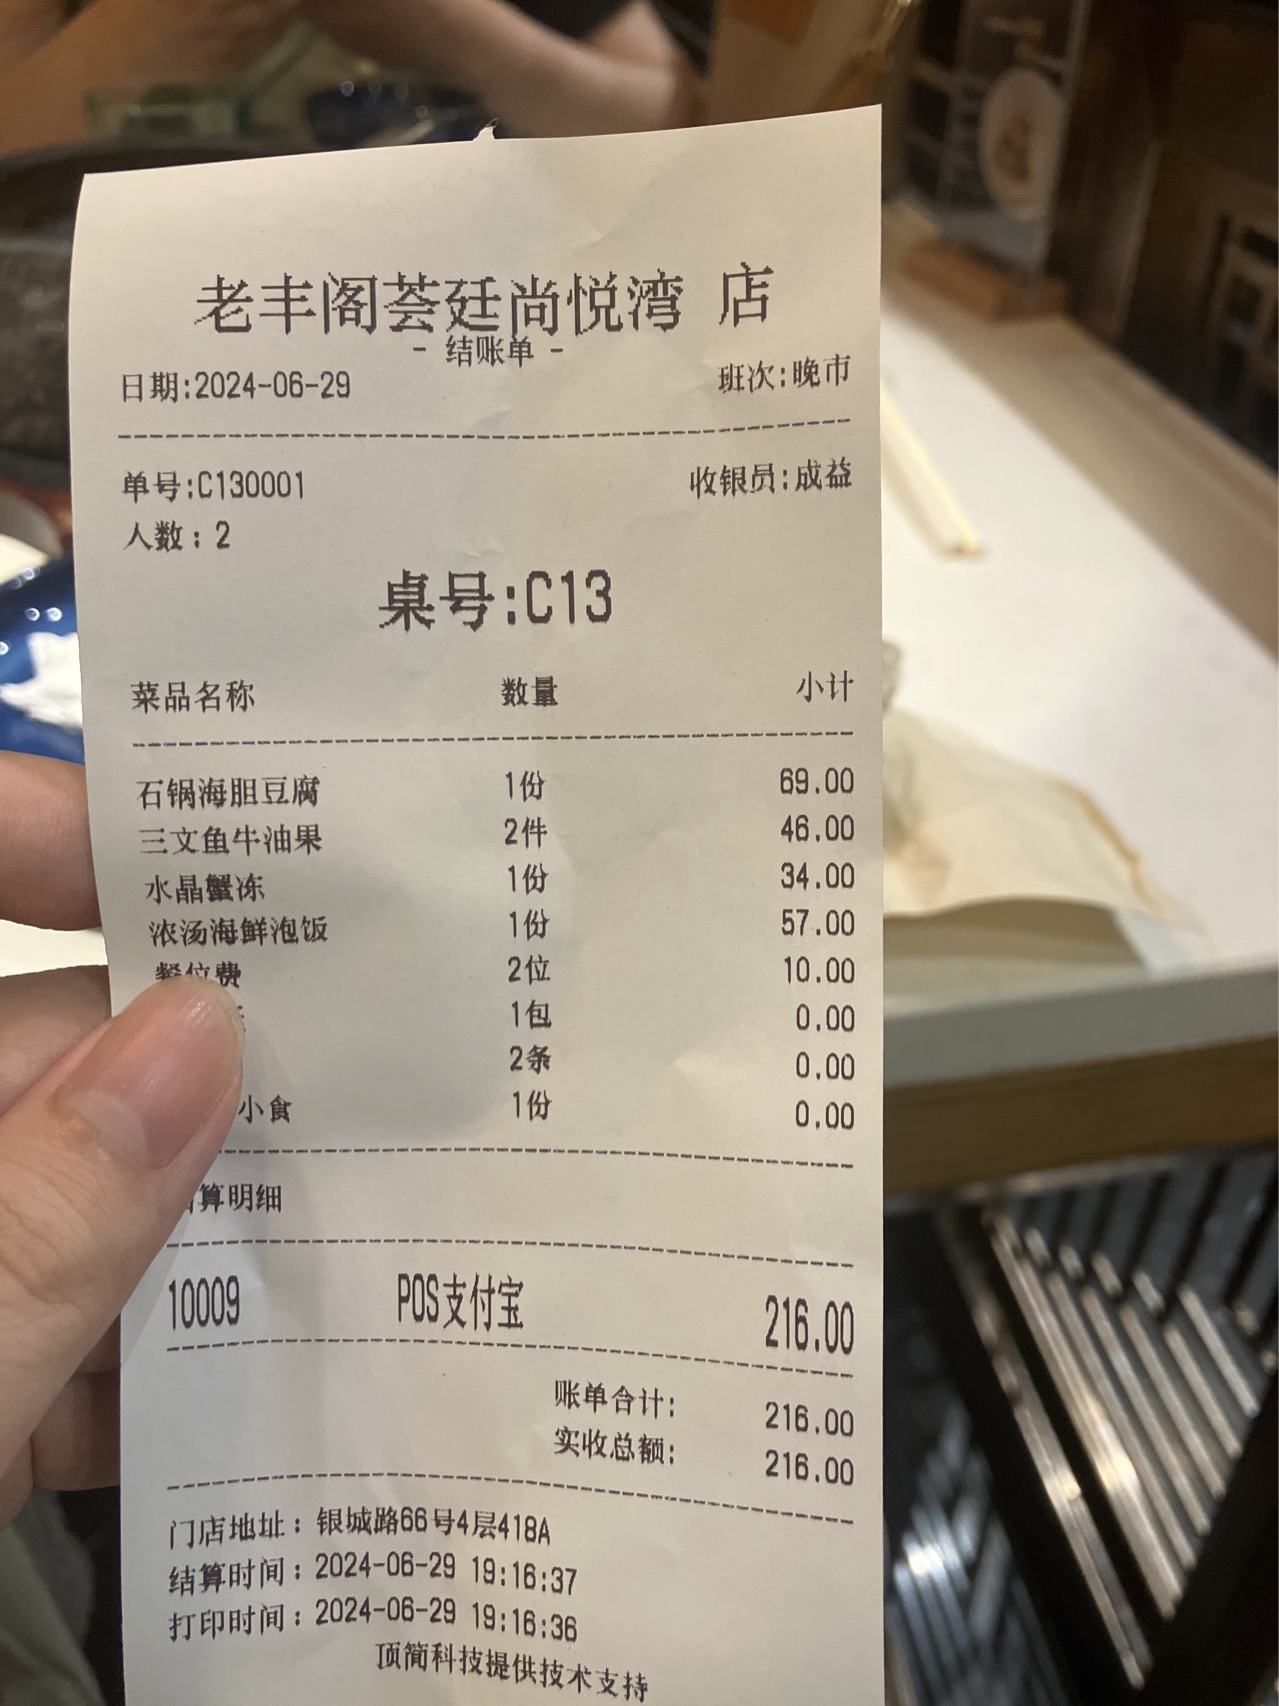 老丰阁荟廷尚悦湾 店
- 结账单 -
日期:2024-06-29 班次:晚市
单号:C130001 收银员:成益
人数: 2
桌号:C13
菜品名称 数量 小计
石锅海胆豆腐 1份 69.00
三文鱼牛油果 2件 46.00
水晶蟹冻 1份 34.00
浓汤海鲜泡饭 1份 57.00
餐位费 2位 10.00
1包 0.00
2条 0.00
小食 1份 0.00
算明细
10009 POS支付宝 216.00
账单合计: 216.00
实收总额: 216.00
门店地址: 银城路66号4层418A
结算时间: 2024-06-29 19:16:37
打印时间: 2024-06-29 19:16:36
顶简科技提供技术支持